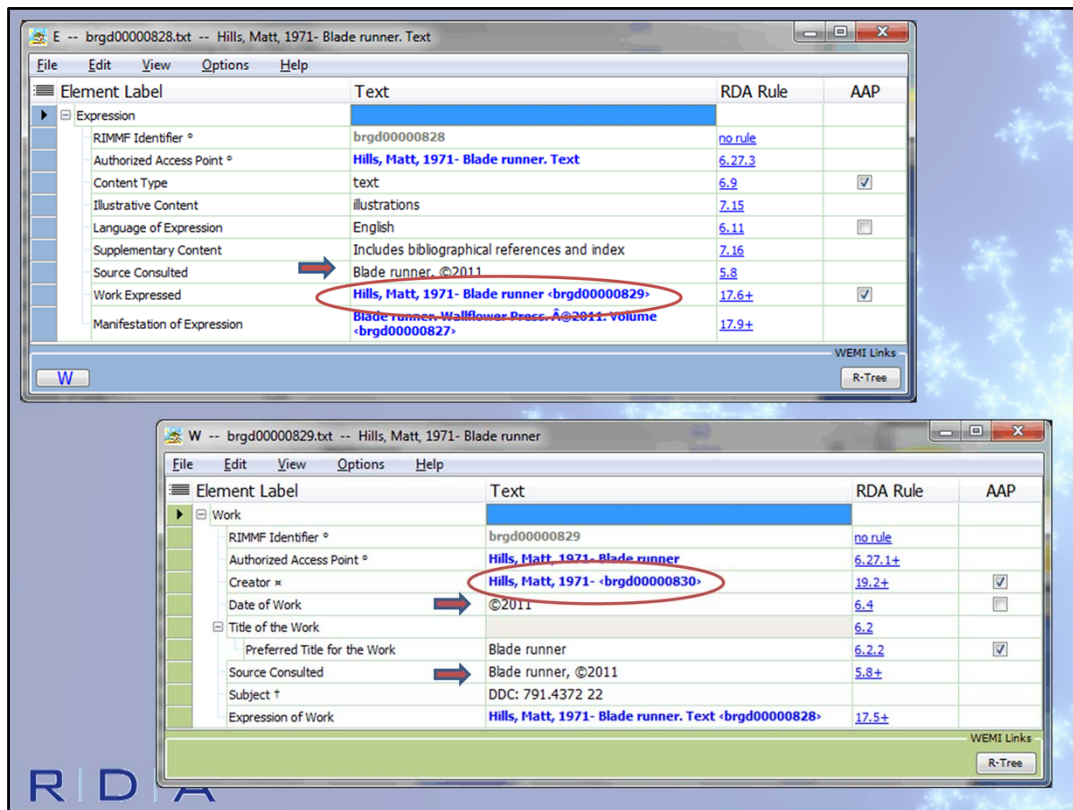 E -- brgd00000828.txt -- Hills, Matt, 1971- Blade runner. Text
File Edit View Options Help
Element Label Text RDA Rule AAP
Expression
RIMMF Identifier º brgd00000828 no rule
Authorized Access Point º Hills, Matt, 1971- Blade runner. Text 6.27.3
Content Type text 6.9
Illustrative Content illustrations 7.15
Language of Expression English 6.11
Supplementary Content Includes bibliographical references and index 7.16
Source Consulted Blade runner, ©2011 5.8
Work Expressed Hills, Matt, 1971- Blade runner <brgd00000829> 17.6+
Manifestation of Expression Blade runner. Wallflower Press. Â©2011. Volume <brgd00000827> 17.9+
WEMI Links
W R-Tree
W -- brgd00000829.txt -- Hills, Matt, 1971- Blade runner
File Edit View Options Help
Element Label Text RDA Rule AAP
Work
RIMMF Identifier º brgd00000829 no rule
Authorized Access Point º Hills, Matt, 1971- Blade runner 6.27.1+
Creator ¤ Hills, Matt, 1971- <brgd00000830> 19.2+
Date of Work ©2011 6.4
Title of the Work 6.2
Preferred Title for the Work Blade runner 6.2.2
Source Consulted Blade runner, ©2011 5.8+
Subject † DDC: 791.4372 22
Expression of Work Hills, Matt, 1971- Blade runner. Text <brgd00000828> 17.5+
WEMI Links
R-Tree
R|D|A